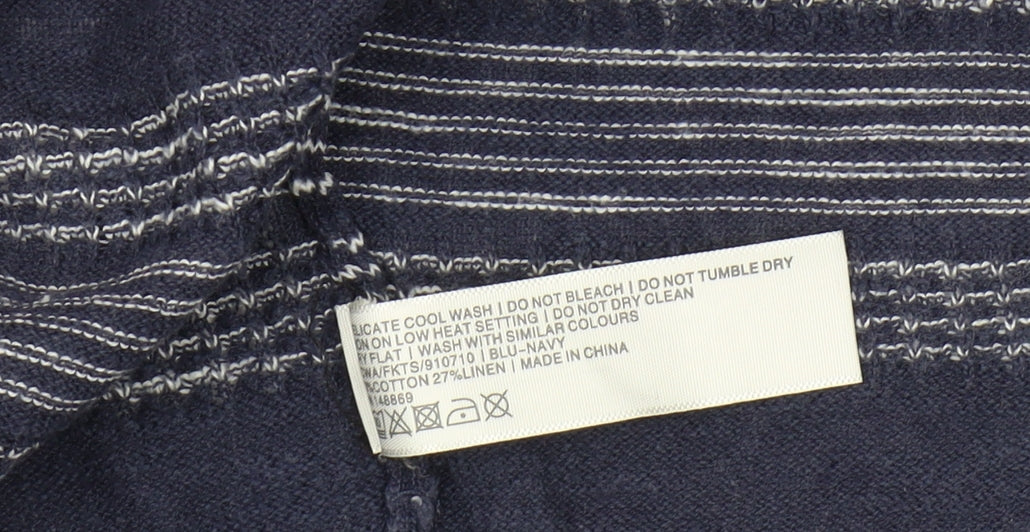 LICATE COOL WASH | DO NOT BLEACH | DO NOT TUMBLE DRY
ON ON LOW HEAT SETTING | DO NOT DRY CLEAN
Y FLAT | WASH WITH SIMILAR COLOURS
WA/FKTS/910710 | BLU-NAVY
%COTTON 27%LINEN | MADE IN CHINA
148869